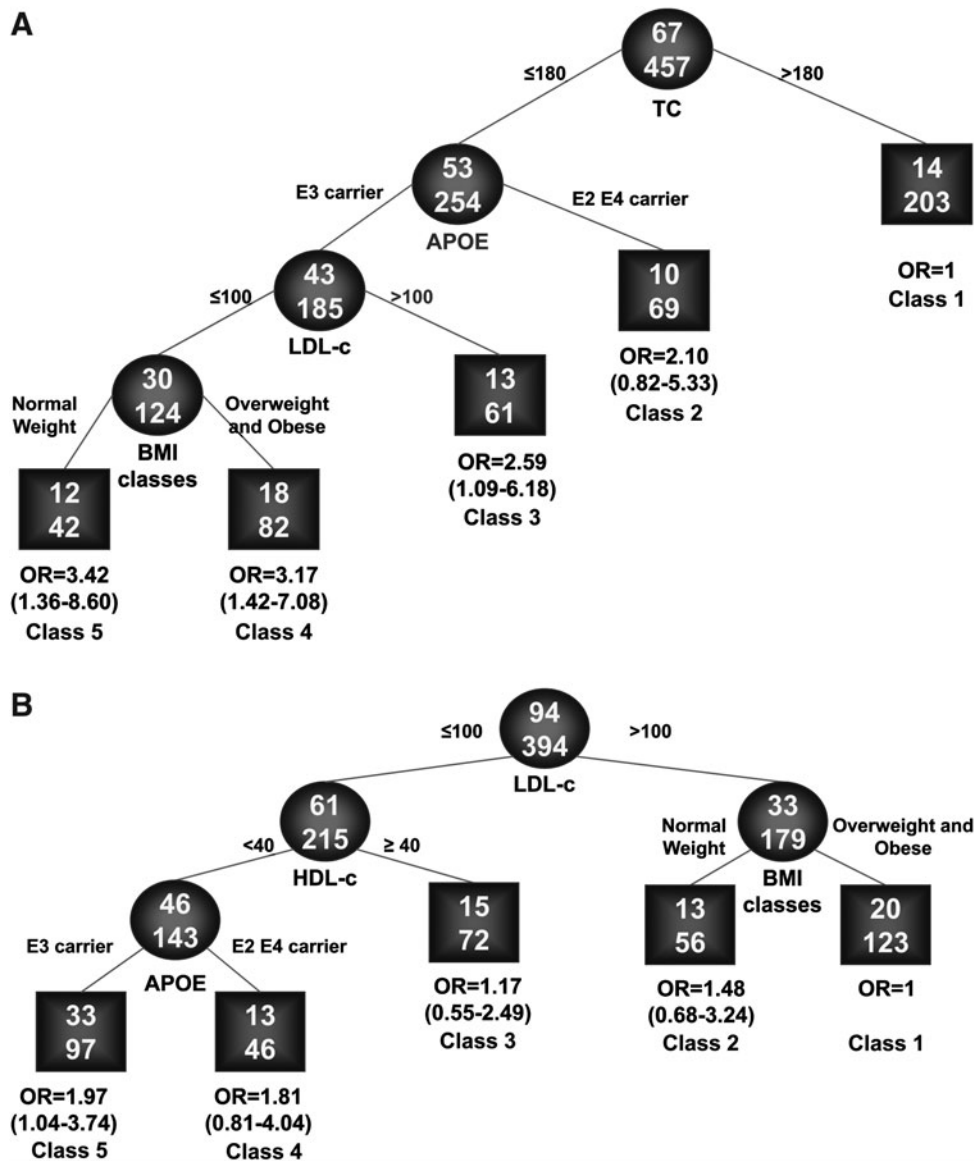 A
67
457
TC
≤180
>180
53
254
APOE
14
203
OR=1
Class 1
E3 carrier
E2 E4 carrier
43
185
LDL-c
10
69
OR=2.10
(0.82-5.33)
Class 2
≤100
>100
30
124
BMI
classes
13
61
OR=2.59
(1.09-6.18)
Class 3
Normal
Weight
Overweight
and Obese
12
42
OR=3.42
(1.36-8.60)
Class 5
18
82
OR=3.17
(1.42-7.08)
Class 4
B
94
394
LDL-c
≤100
>100
61
215
HDL-c
33
179
BMI
classes
<40
≥ 40
Normal
Weight
Overweight and
Obese
46
143
APOE
15
72
OR=1.17
(0.55-2.49)
Class 3
13
56
OR=1.48
(0.68-3.24)
Class 2
20
123
OR=1
Class 1
E3 carrier
E2 E4 carrier
33
97
OR=1.97
(1.04-3.74)
Class 5
13
46
OR=1.81
(0.81-4.04)
Class 4